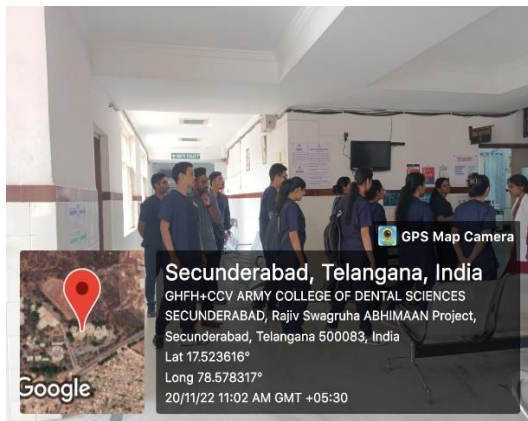 GPS Map Camera
Secunderabad, Telangana, India
GHFH+CCV ARMY COLLEGE OF DENTAL SCIENCES
SECUNDERABAD, Rajiv Swagruha ABHIMAAN Project,
Secunderabad, Telangana 500083, India
Lat 17.523616°
Long 78.578317°
20/11/22 11:02 AM GMT +05:30
Google